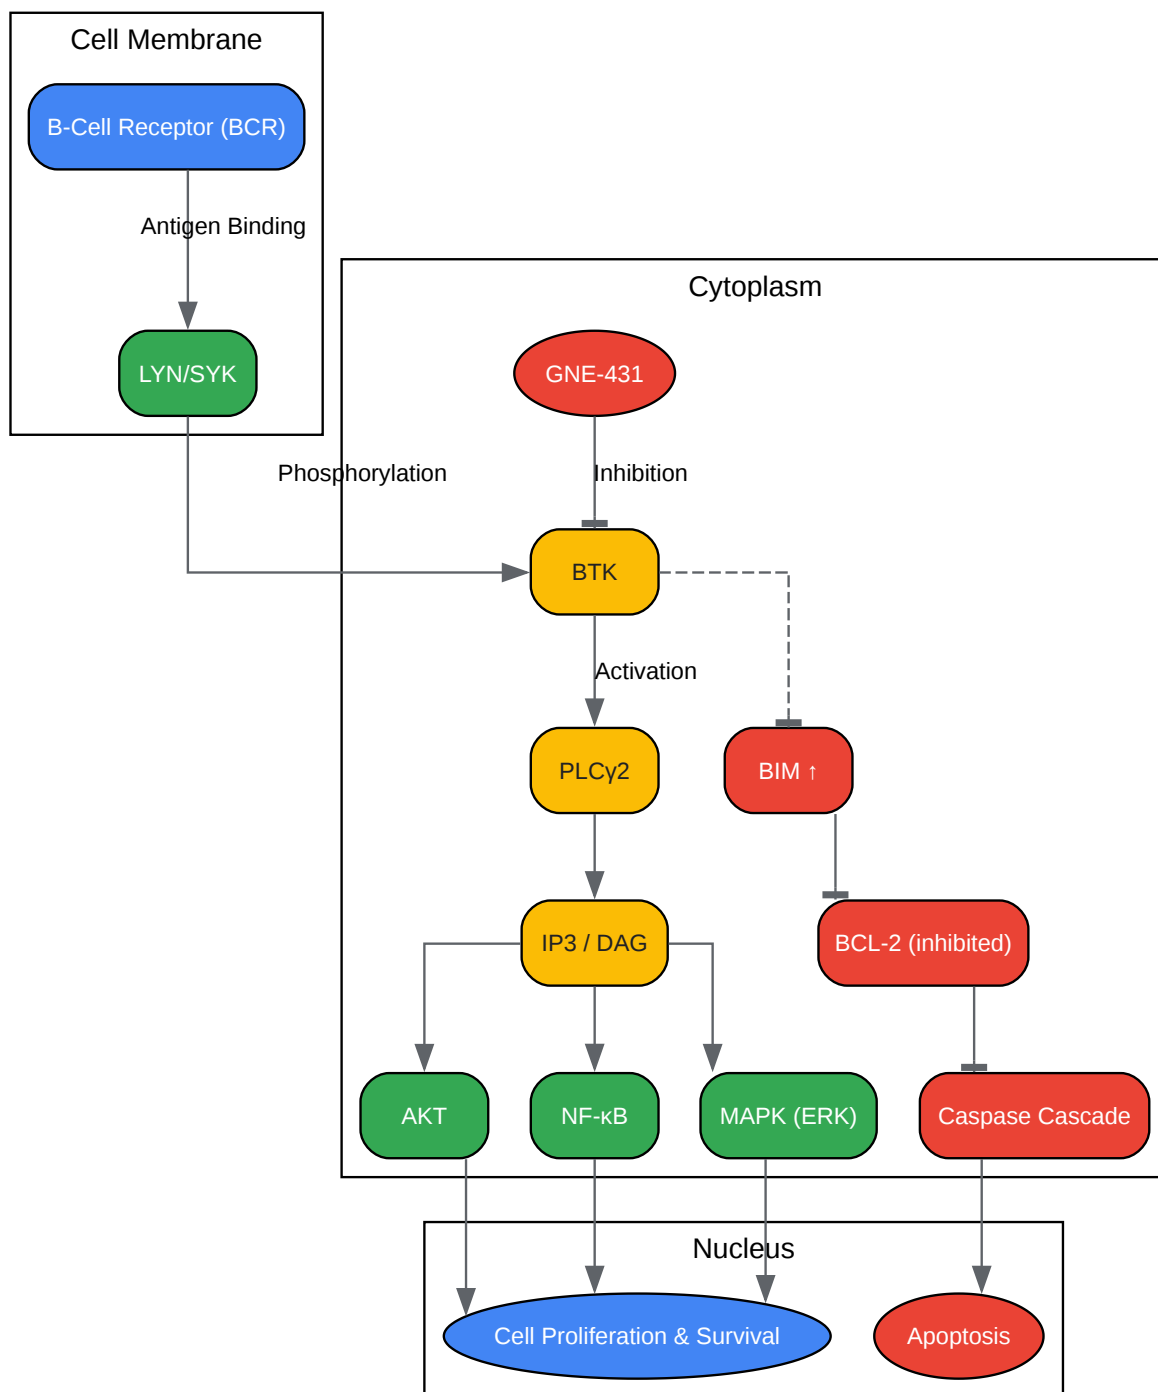 Cell Membrane
B-Cell Receptor (BCR)
Antigen Binding
Cytoplasm
LYN/SYK
GNE-431
Phosphorylation
Inhibition
BTK
Activation
PLCγ2
BIM ↑
IP3 / DAG
BCL-2 (inhibited)
AKT
NF-κB
MAPK (ERK)
Caspase Cascade
Nucleus
Cell Proliferation & Survival
Apoptosis